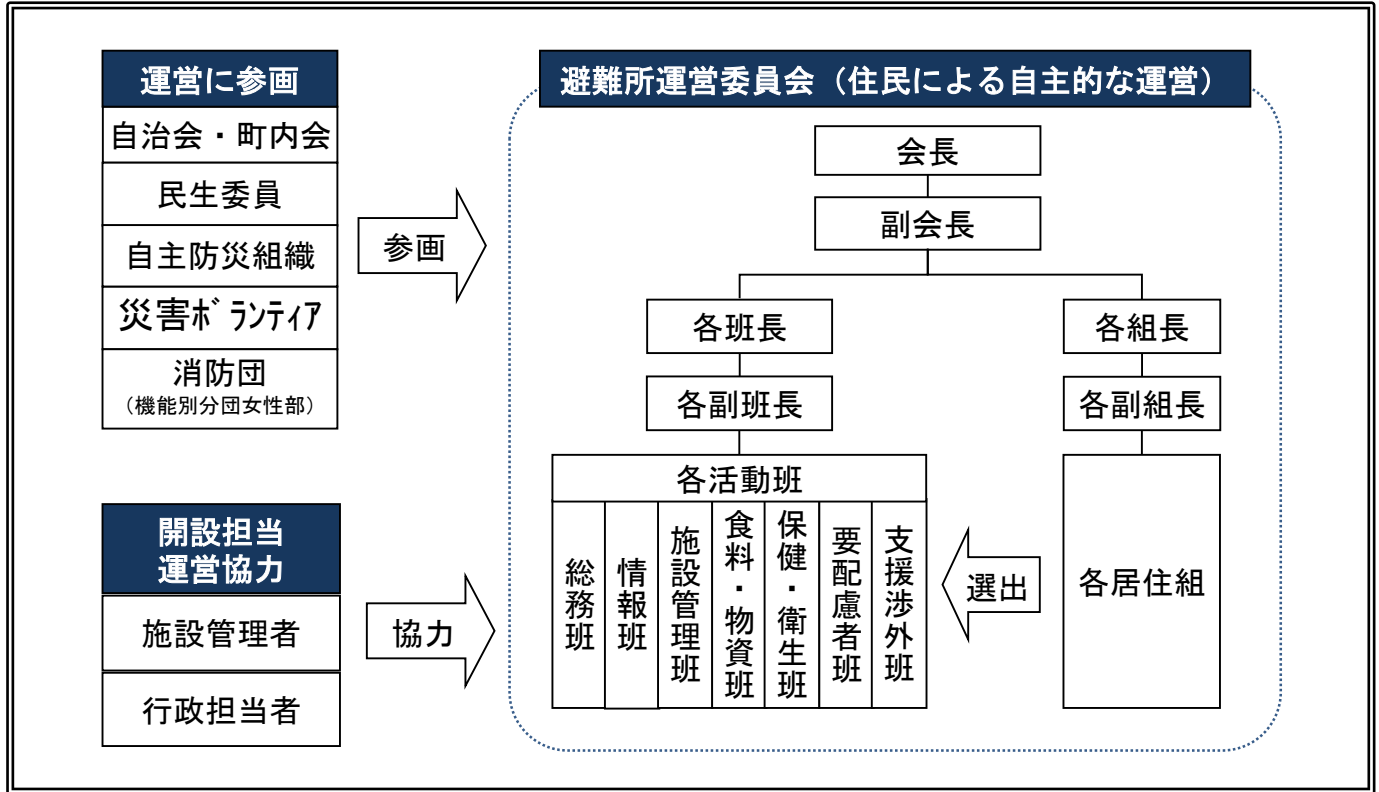 運営に参画
自治会・町内会
民生委員
自主防災組織
災害ボランティア
消防団
（機能別分団女性部）
参画
開設担当
運営協力
施設管理者
行政担当者
協力
避難所運営委員会（住民による自主的な運営）
会長
副会長
各班長
各副班長
各活動班
総務班
情報班
施設管理班
食料・物資班
保健・衛生班
要配慮者班
支援渉外班
選出
各組長
各副組長
各居住組